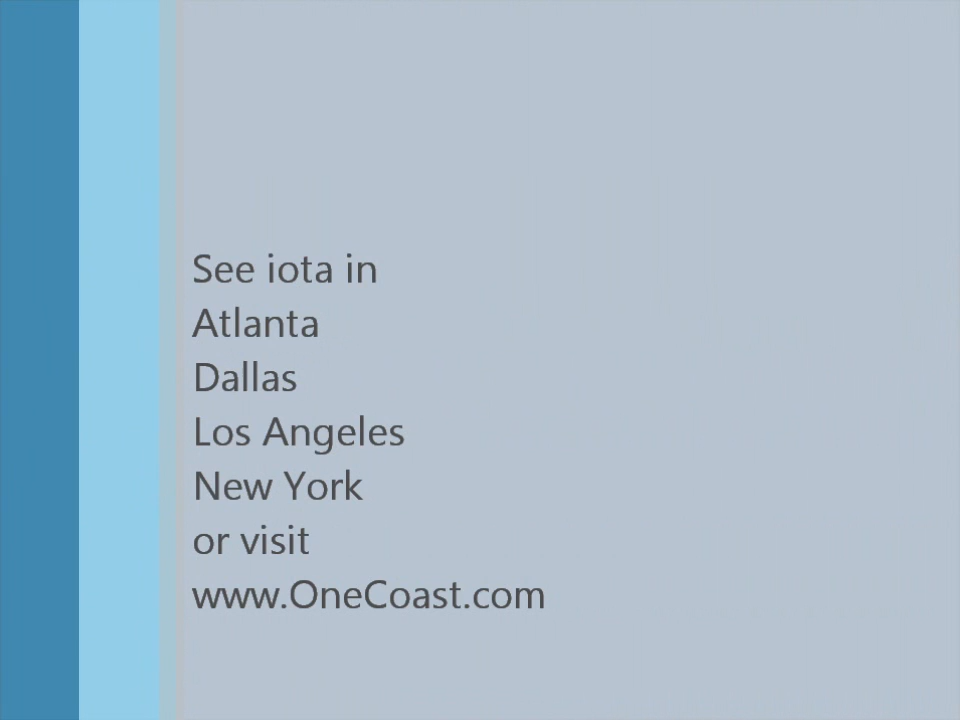 See iota in
Atlanta
Dallas
Los Angeles
New York
or visit
www.OneCoast.com